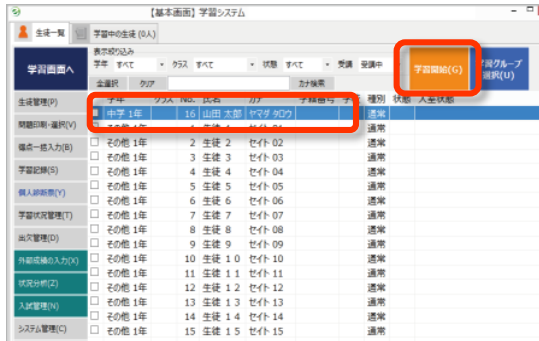 【基本画面】学習システム
生徒一覧 学習中の生徒 (0人)
学習画面へ
表示絞り込み
学年 すべて クラス すべて 状態 すべて 受講 受講中
全選択 クリア カナ検索
学習開始(G)
学習グループ
選択(U)
生徒管理(P)
問題印刷・選択(V)
得点一括入力(B)
学習記録(S)
個人診断票(Y)
学習状況管理(T)
出欠管理(D)
外部成績の入力(X)
状況分析(Z)
入試管理(N)
システム管理(C)
学年 クラス No. 氏名 カナ 種別 状態 入室状態
中学 1年 16 山田 太郎 ヤマダ タロウ 通常
その他 1年 1 生徒 1 セイト 01 通常
その他 1年 2 生徒 2 セイト 02 通常
その他 1年 3 生徒 3 セイト 03 通常
その他 1年 4 生徒 4 セイト 04 通常
その他 1年 5 生徒 5 セイト 05 通常
その他 1年 6 生徒 6 セイト 06 通常
その他 1年 7 生徒 7 セイト 07 通常
その他 1年 8 生徒 8 セイト 08 通常
その他 1年 9 生徒 9 セイト 09 通常
その他 1年 10 生徒 10 セイト 10 通常
その他 1年 11 生徒 11 セイト 11 通常
その他 1年 12 生徒 12 セイト 12 通常
その他 1年 13 生徒 13 セイト 13 通常
その他 1年 14 生徒 14 セイト 14 通常
その他 1年 15 生徒 15 セイト 15 通常